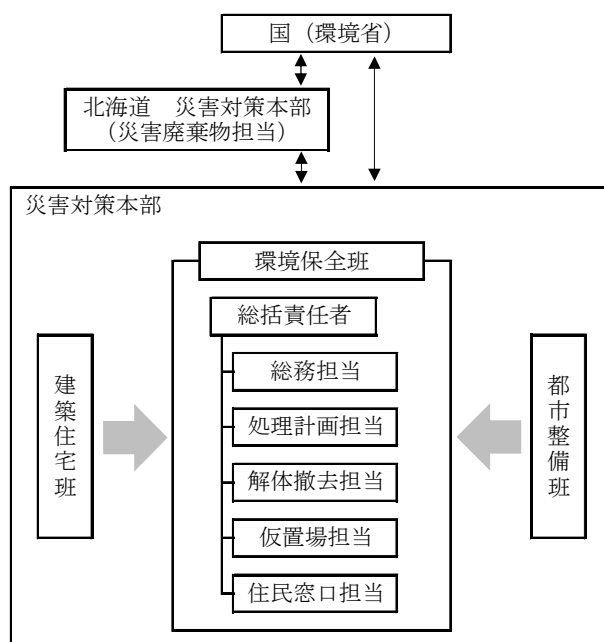 国（環境省）
北海道　災害対策本部
（災害廃棄物担当）
災害対策本部
環境保全班
総括責任者
総務担当
処理計画担当
解体撤去担当
仮置場担当
住民窓口担当
建築住宅班
都市整備班